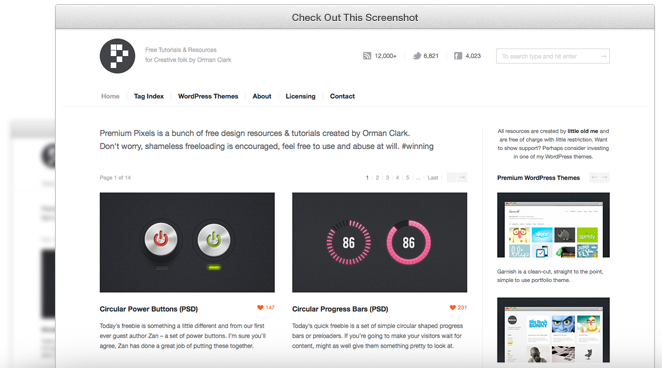 Check Out This Screenshot
Free Tutorials & Resources
for Creative folk by Orman Clark
12,000+
6,821
4,023
To search type and hit enter
Home
Tag Index
WordPress Themes
About
Licensing
Contact
Premium Pixels is a bunch of free design resources & tutorials created by Orman Clark.
Don't worry, shameless freeloading is encouraged, feel free to use and abuse at will. #winning
Page 1 of 14
1 2 3 4 5 ... Last
86
86
Circular Power Buttons (PSD)
147
Today's freebie is something a little different and from our first
ever guest author Zan – a set of power buttons. I'm sure you'll
agree, Zan has done a great job of putting these together.
Circular Progress Bars (PSD)
201
Today's quick freebie is a set of simple circular shaped progress
bars or preloaders. If you're going to make your visitors wait for
content, might as well give them something pretty to look at.
All resources are created by little old me and
are free of charge with little restriction. Want
to show support? Perhaps consider investing
in one of my WordPress themes.
Premium WordPress Themes
Garnish is a clean-cut, straight to the point,
simple to use portfolio theme.